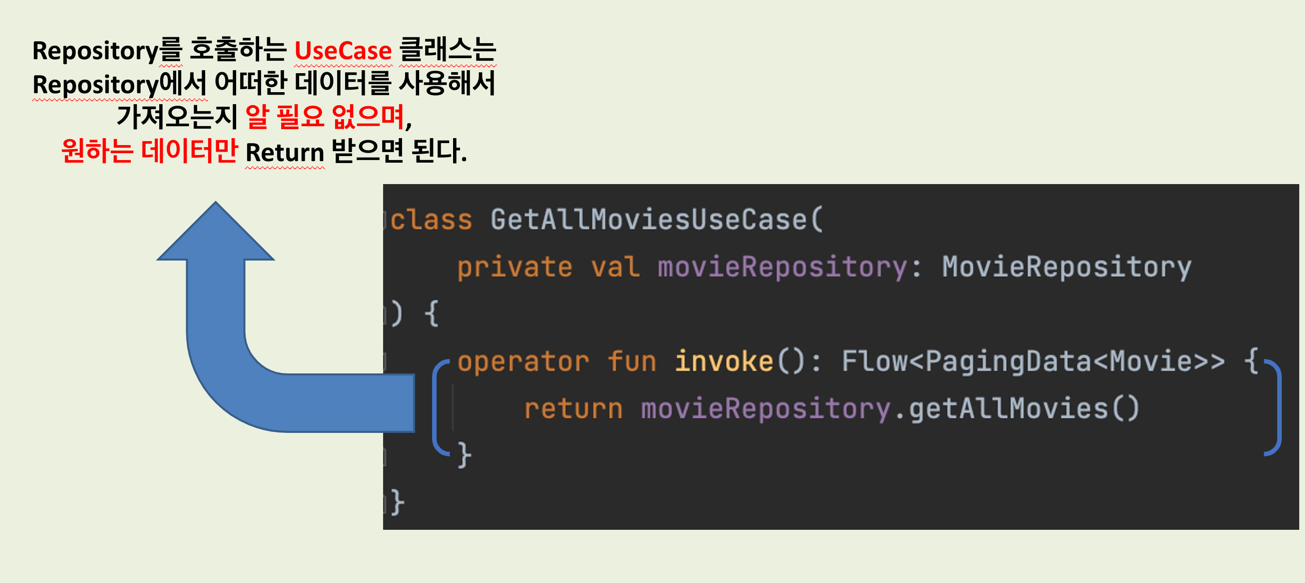 Repository를 호출하는 UseCase 클래스는
Repository에서 어떠한 데이터를 사용해서
가져오는지 알 필요 없으며,
원하는 데이터만 Return 받으면 된다.
class GetAllMoviesUseCase(
    private val movieRepository: MovieRepository
) {
    operator fun invoke(): Flow<PagingData<Movie>> {
        return movieRepository.getAllMovies()
    }
}